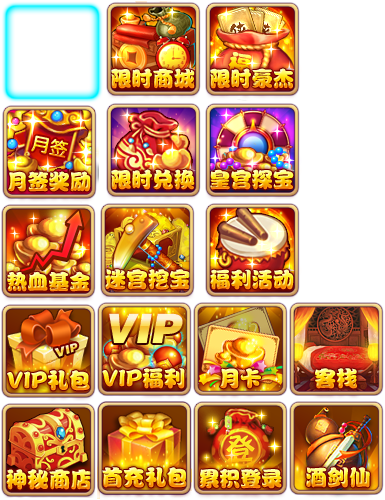 限时商城
福
限时豪杰
月签
月签奖励
限时兑换
皇宫探宝
热血基金
迷宫挖宝
福利活动
VIP
VIP礼包
VIP
VIP福利
月卡
客栈
神秘商店
首充礼包
登
累积登录
酒剑仙